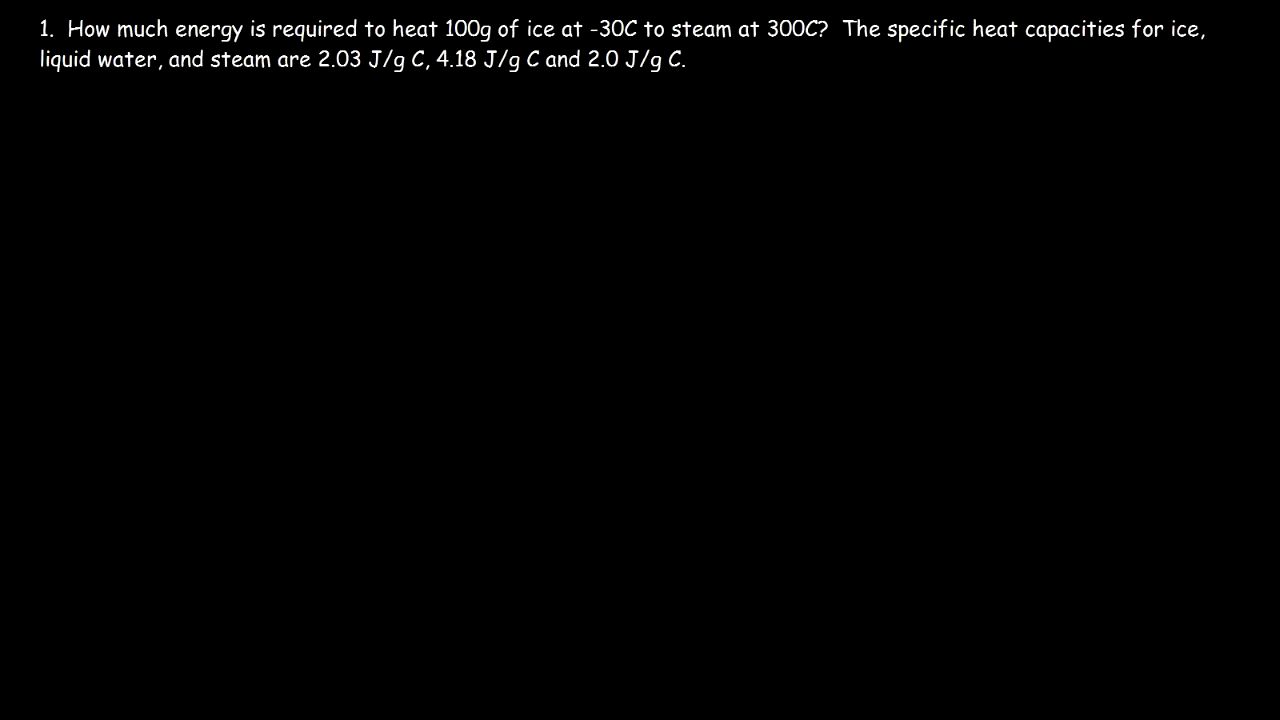 1.  How much energy is required to heat 100g of ice at -30C to steam at 300C?  The specific heat capacities for ice,
liquid water, and steam are 2.03 J/g C, 4.18 J/g C and 2.0 J/g C.